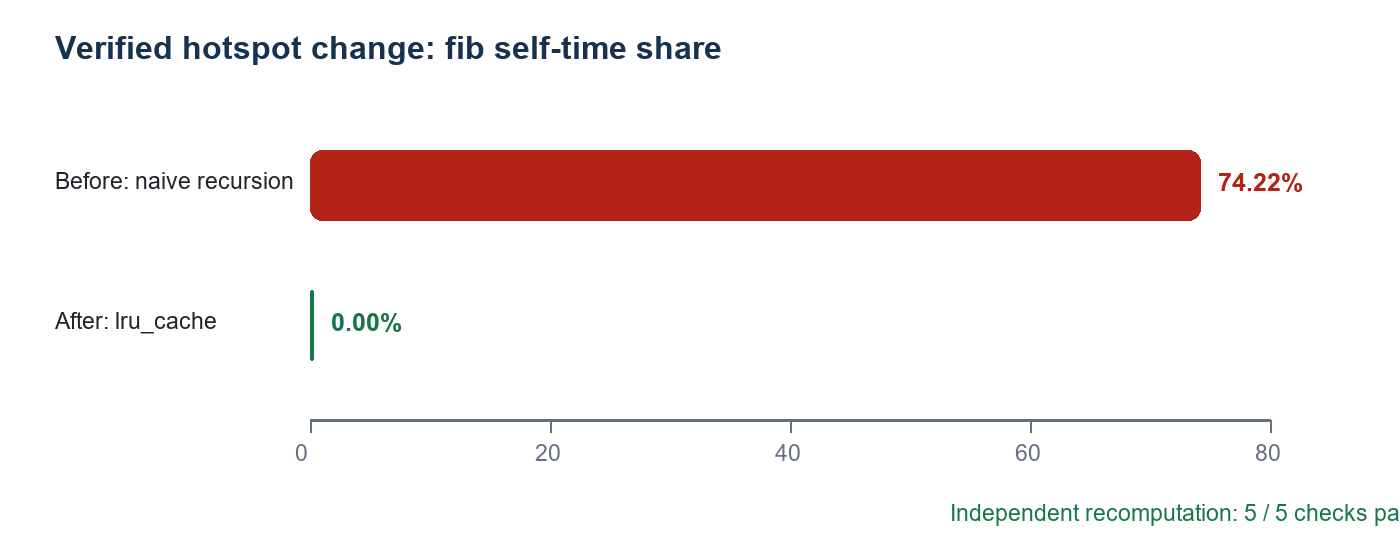 Verified hotspot change: fib self-time share
Before: naive recursion 74.22%
After: lru_cache 0.00%
0 20 40 60 80
Independent recomputation: 5 / 5 checks pa